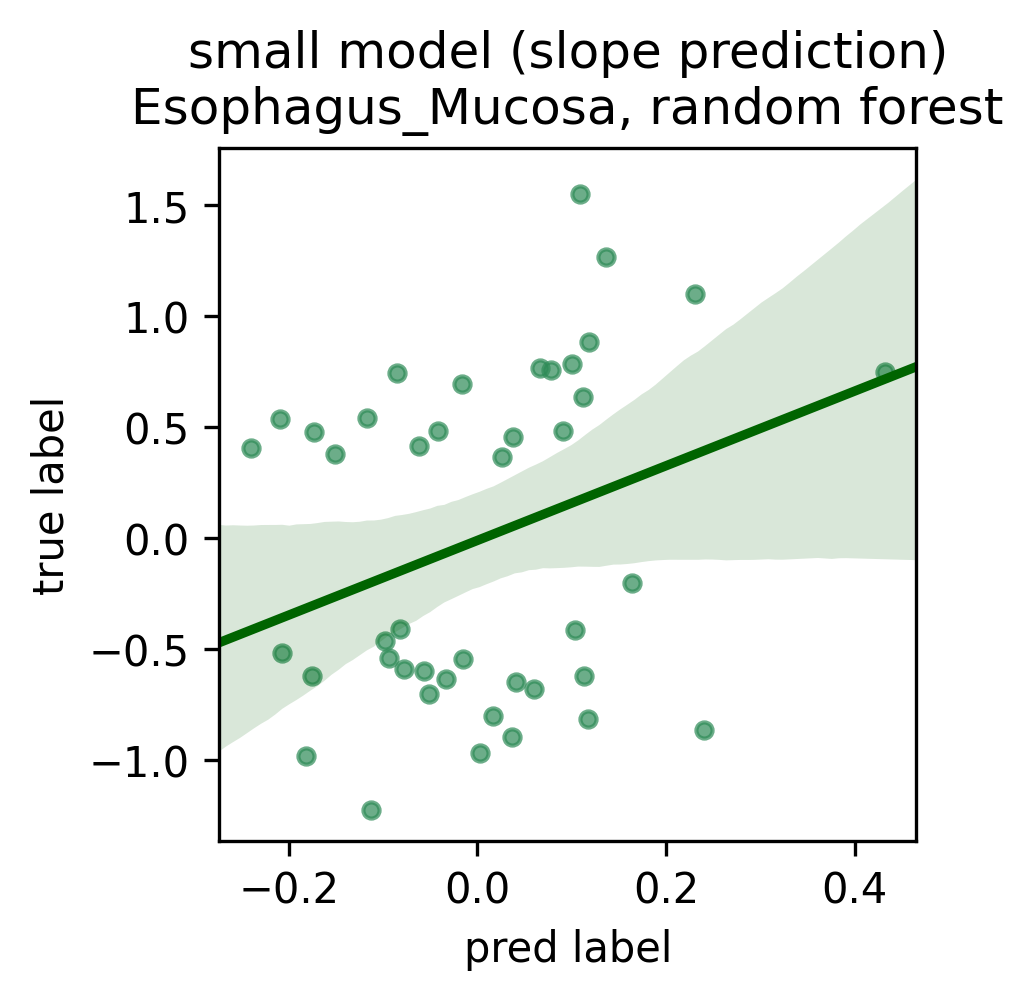 small model (slope prediction)
Esophagus_Mucosa, random forest
1.5
1.0
0.5
0.0
−0.5
−1.0
true label
−0.2
0.0
0.2
0.4
pred label